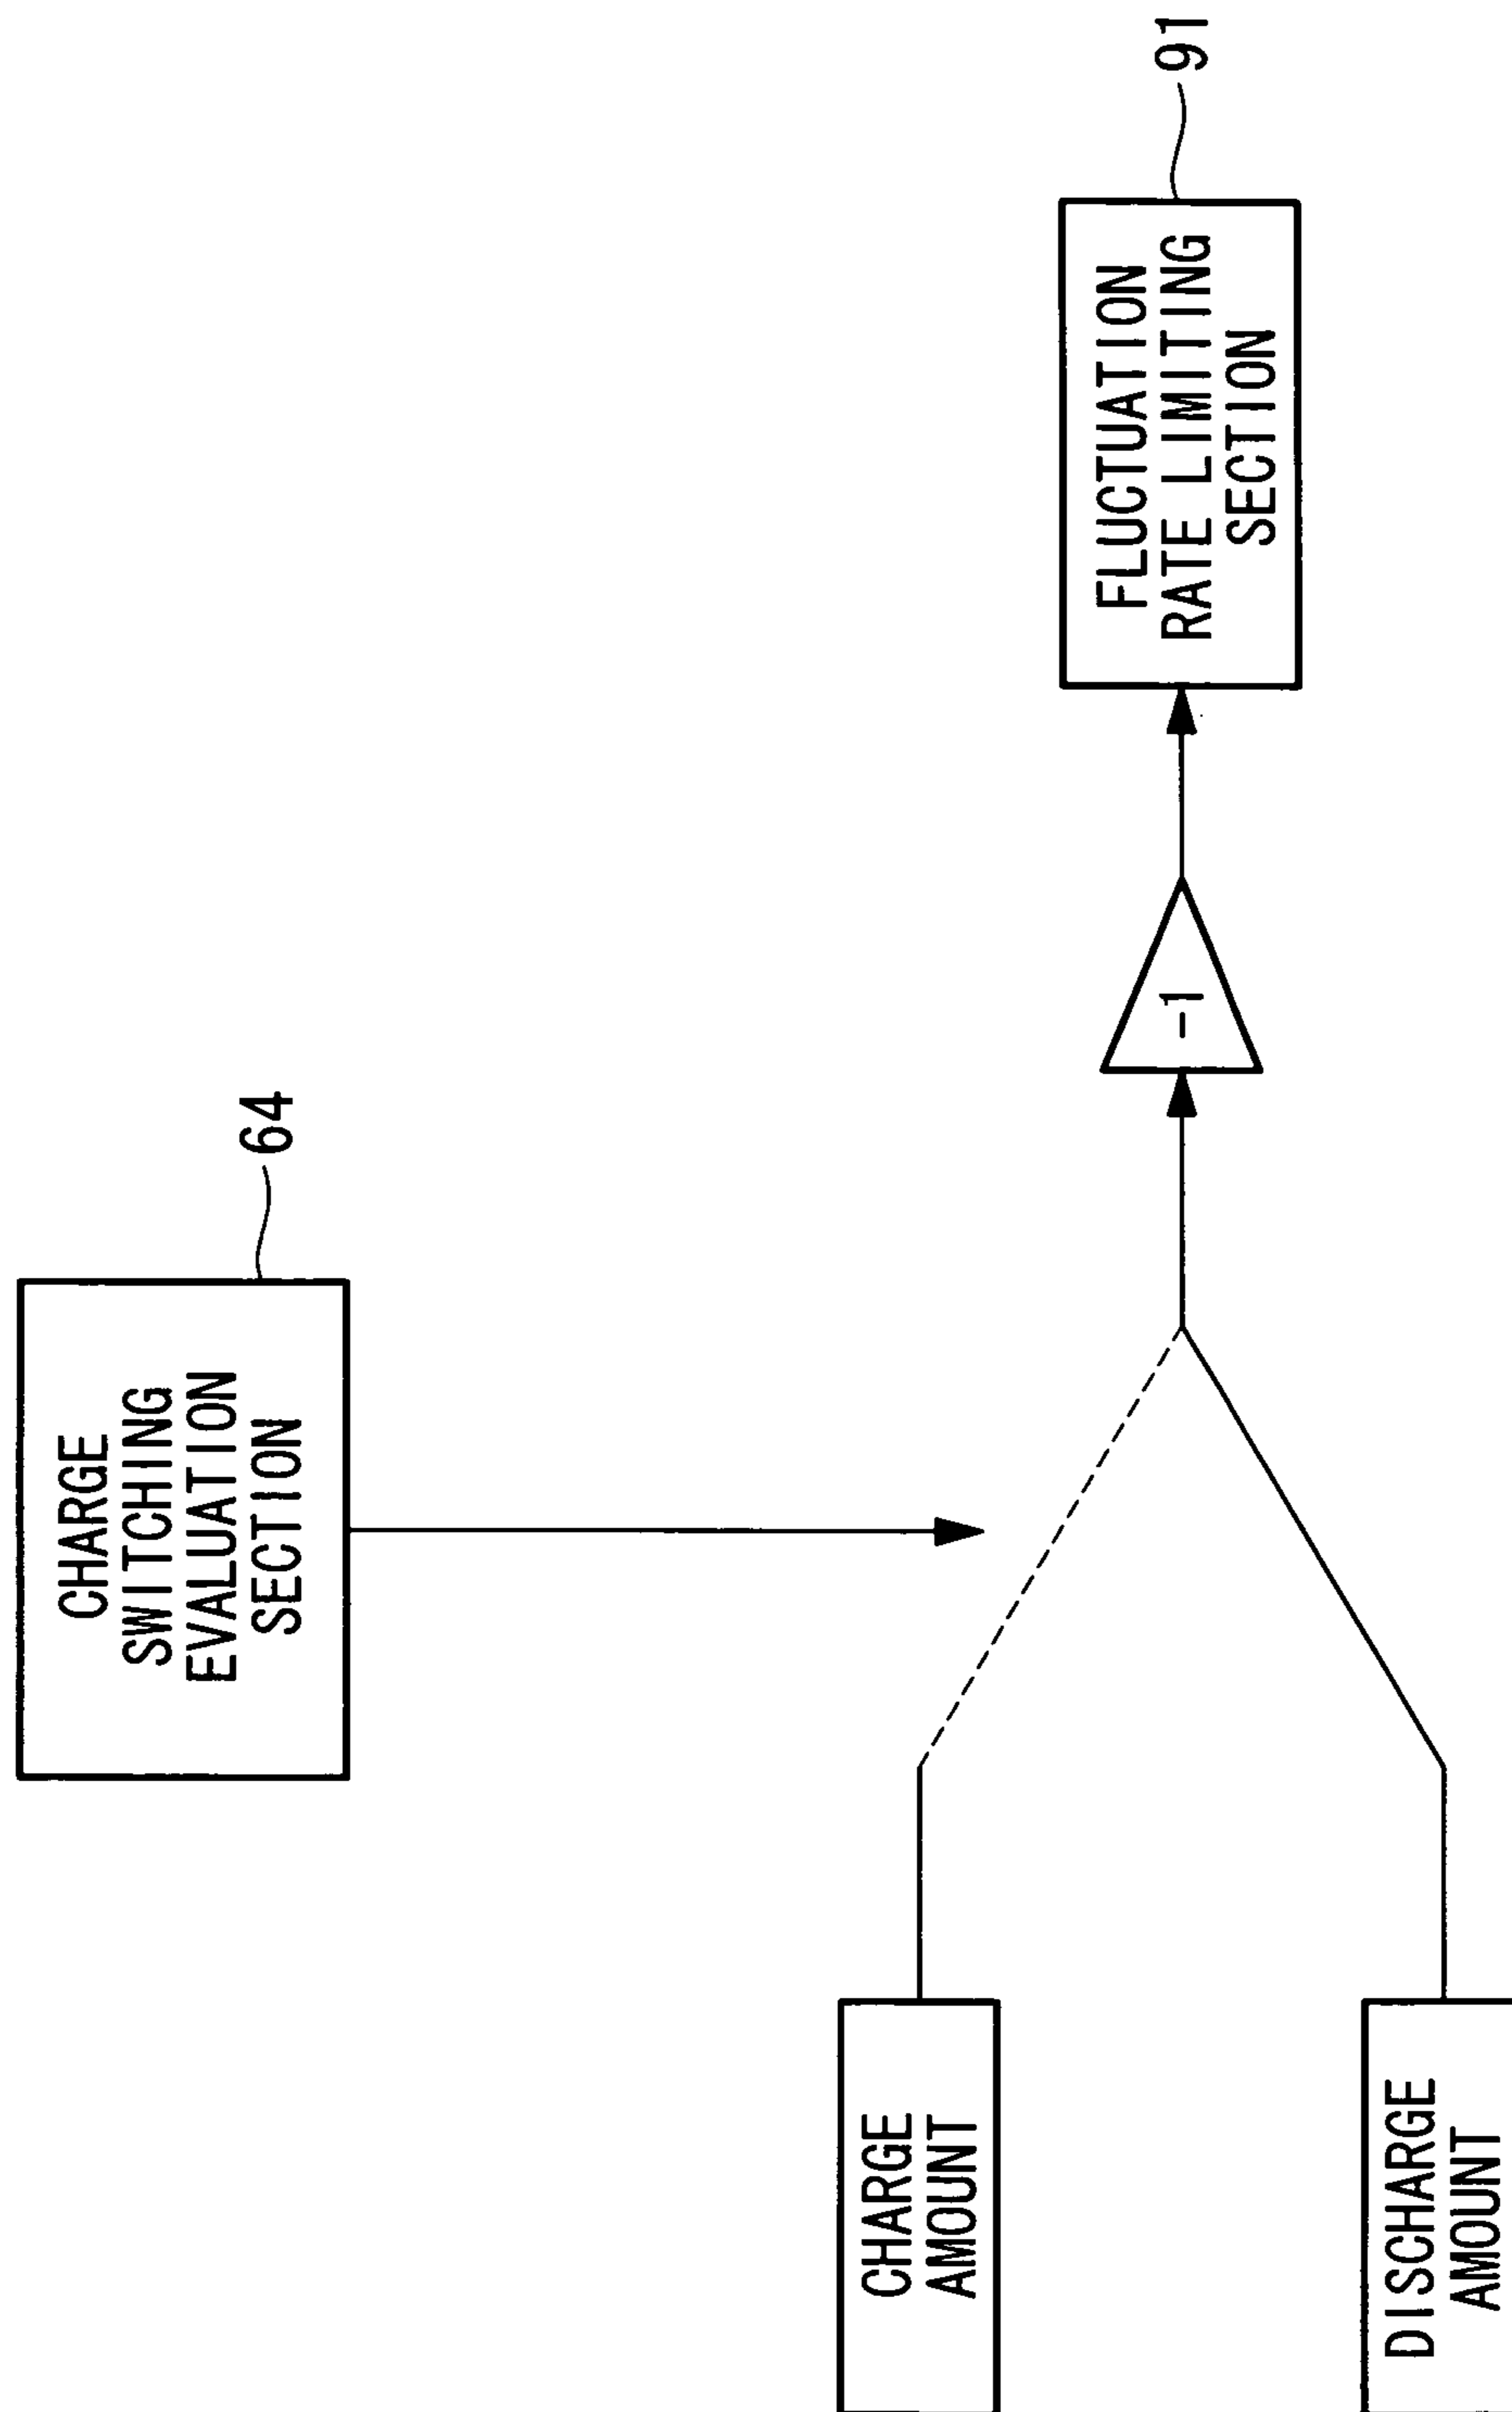 CHARGE
SWITCHING
EVALUATION
SECTION
64
CHARGE
AMOUNT
DISCHARGE
AMOUNT
-1
FLUCTUATION
RATE LIMITING
SECTION
91